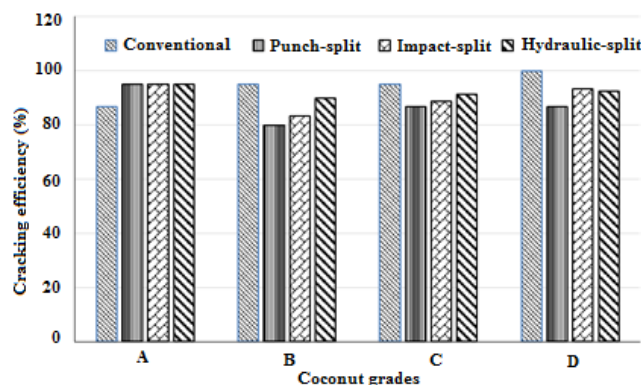 120
Conventional Punch-split Impact-split Hydraulic-split
100
80
60
40
20
0
Cracking efficiency (%)
A B C D
Coconut grades